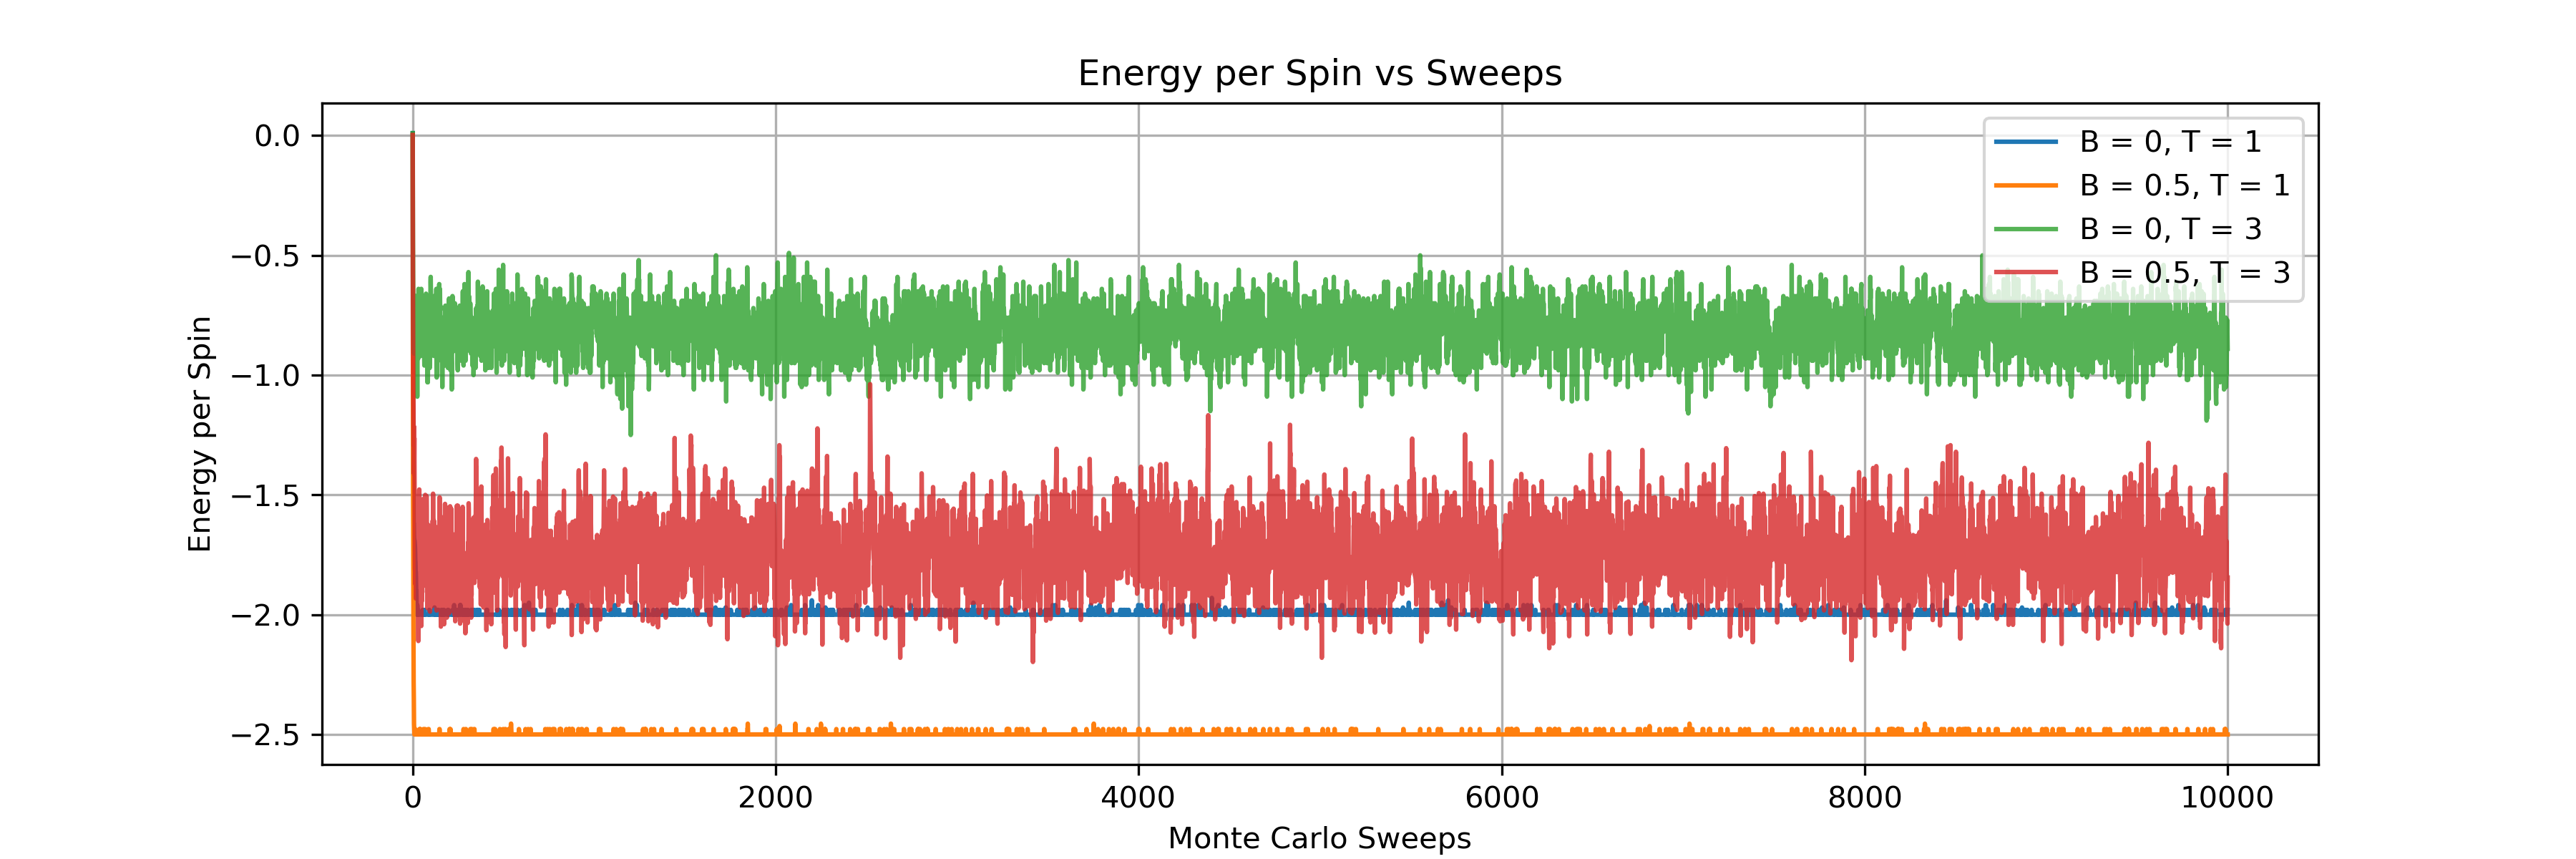 Energy per Spin vs Sweeps
0.0
−0.5
−1.0
−1.5
−2.0
−2.5
Energy per Spin
B = 0, T = 1
B = 0.5, T = 1
B = 0, T = 3
B = 0.5, T = 3
0 2000 4000 6000 8000 10000
Monte Carlo Sweeps